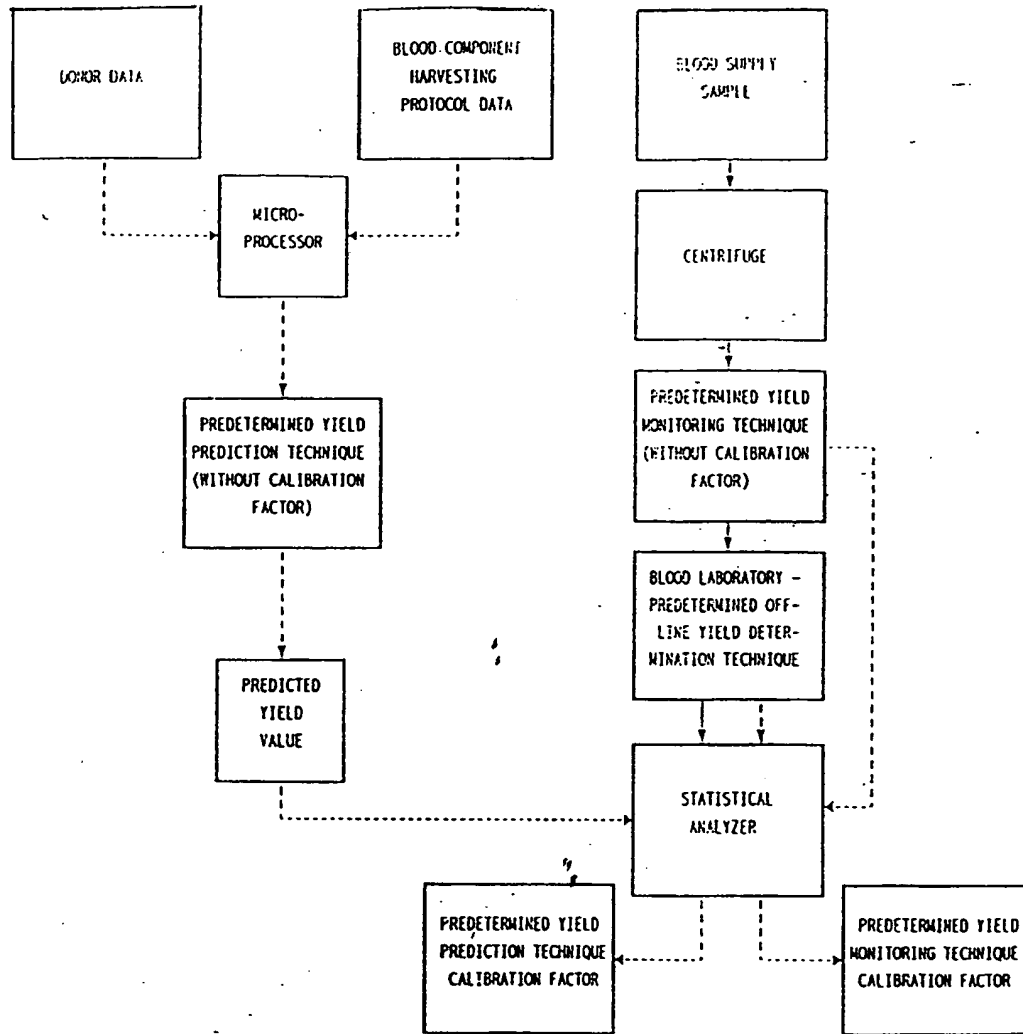 DONOR DATA
BLOOD COMPONENT
HARVESTING
PROTOCOL DATA
BLOOD SUPPLY
SAMPLE
MICRO-
PROCESSOR
CENTRIFUGE
PREDETERMINED YIELD
PREDICTION TECHNIQUE
(WITHOUT CALIBRATION
FACTOR)
PREDETERMINED YIELD
MONITORING TECHNIQUE
(WITHOUT CALIBRATION
FACTOR)
BLOOD LABORATORY -
PREDETERMINED OFF-
LINE YIELD DETER-
MINATION TECHNIQUE
PREDICTED
YIELD
VALUE
STATISTICAL
ANALYZER
PREDETERMINED YIELD
PREDICTION TECHNIQUE
CALIBRATION FACTOR
PREDETERMINED YIELD
MONITORING TECHNIQUE
CALIBRATION FACTOR